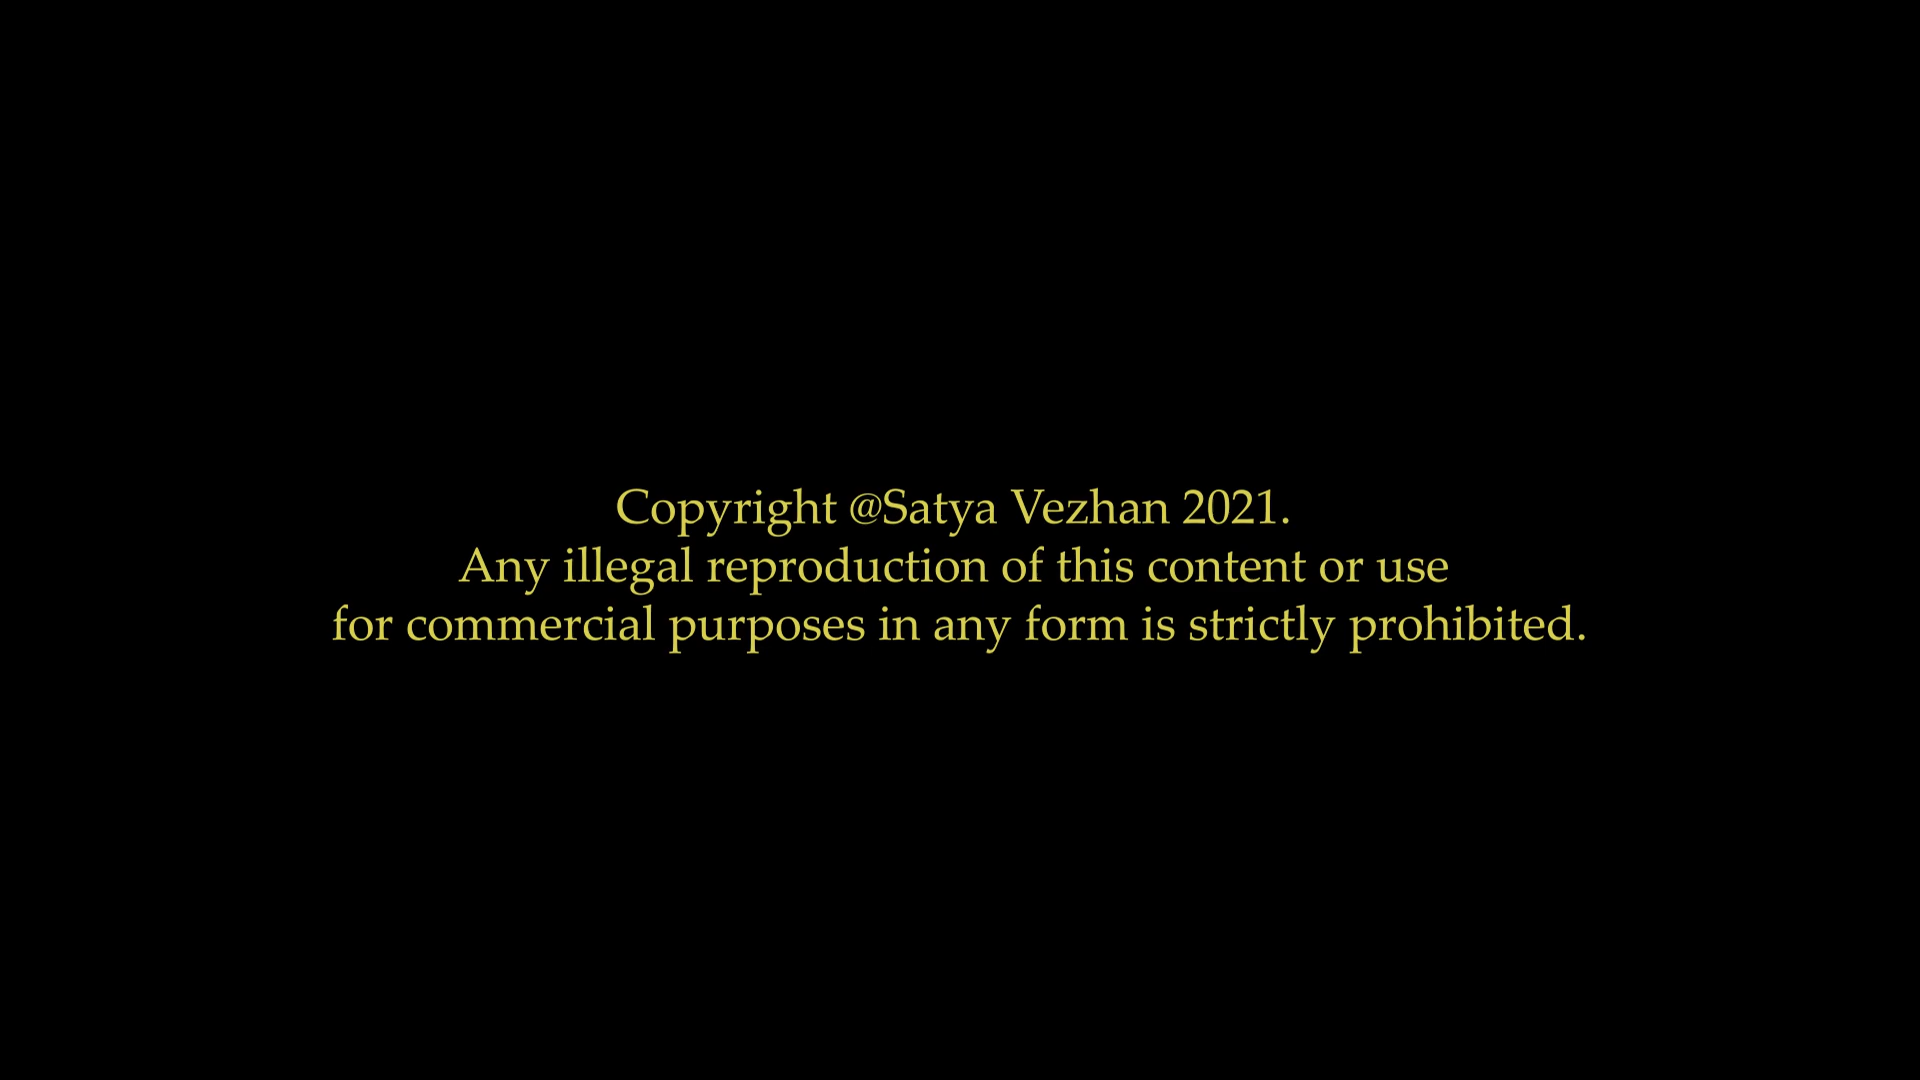 Copyright @Satya Vezhan 2021.
Any illegal reproduction of this content or use
for commercial purposes in any form is strictly prohibited.